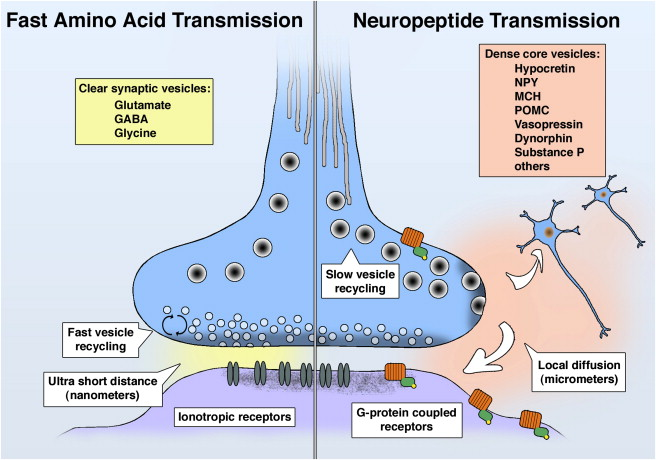 Fast Amino Acid Transmission
Neuropeptide Transmission
Clear synaptic vesicles:
Glutamate
GABA
Glycine
Dense core vesicles:
Hypocretin
NPY
MCH
POMC
Vasopressin
Dynorphin
Substance P
others
Slow vesicle
recycling
Fast vesicle
recycling
Ultra short distance
(nanometers)
Local diffusion
(micrometers)
Ionotropic receptors
G-protein coupled
receptors